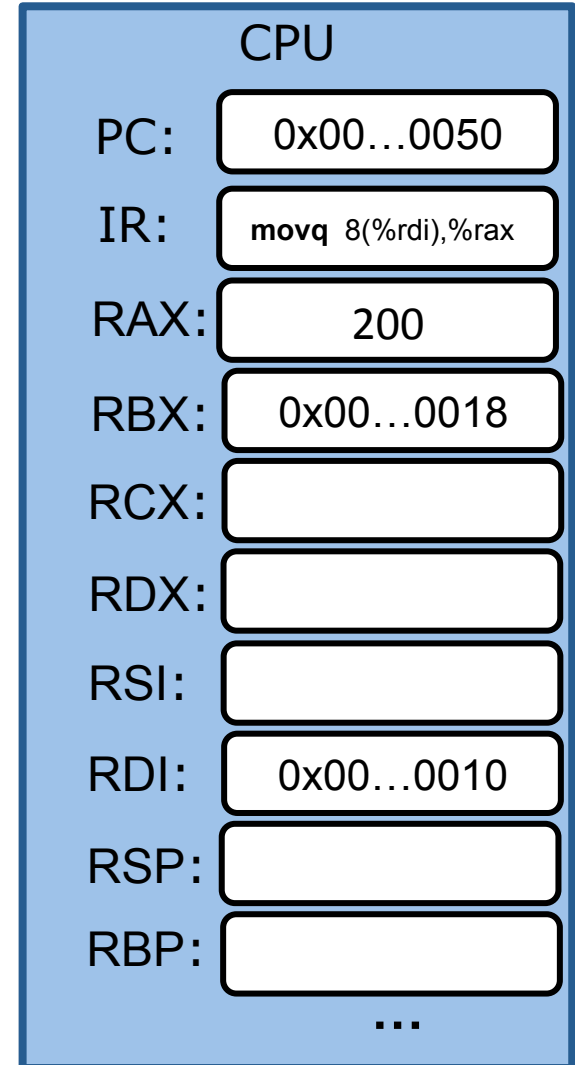 CPU
PC: 0x00…0050
IR: movq 8(%rdi),%rax
RAX: 200
RBX: 0x00…0018
RCX:
RDX:
RSI:
RDI: 0x00…0010
RSP:
RBP:
…